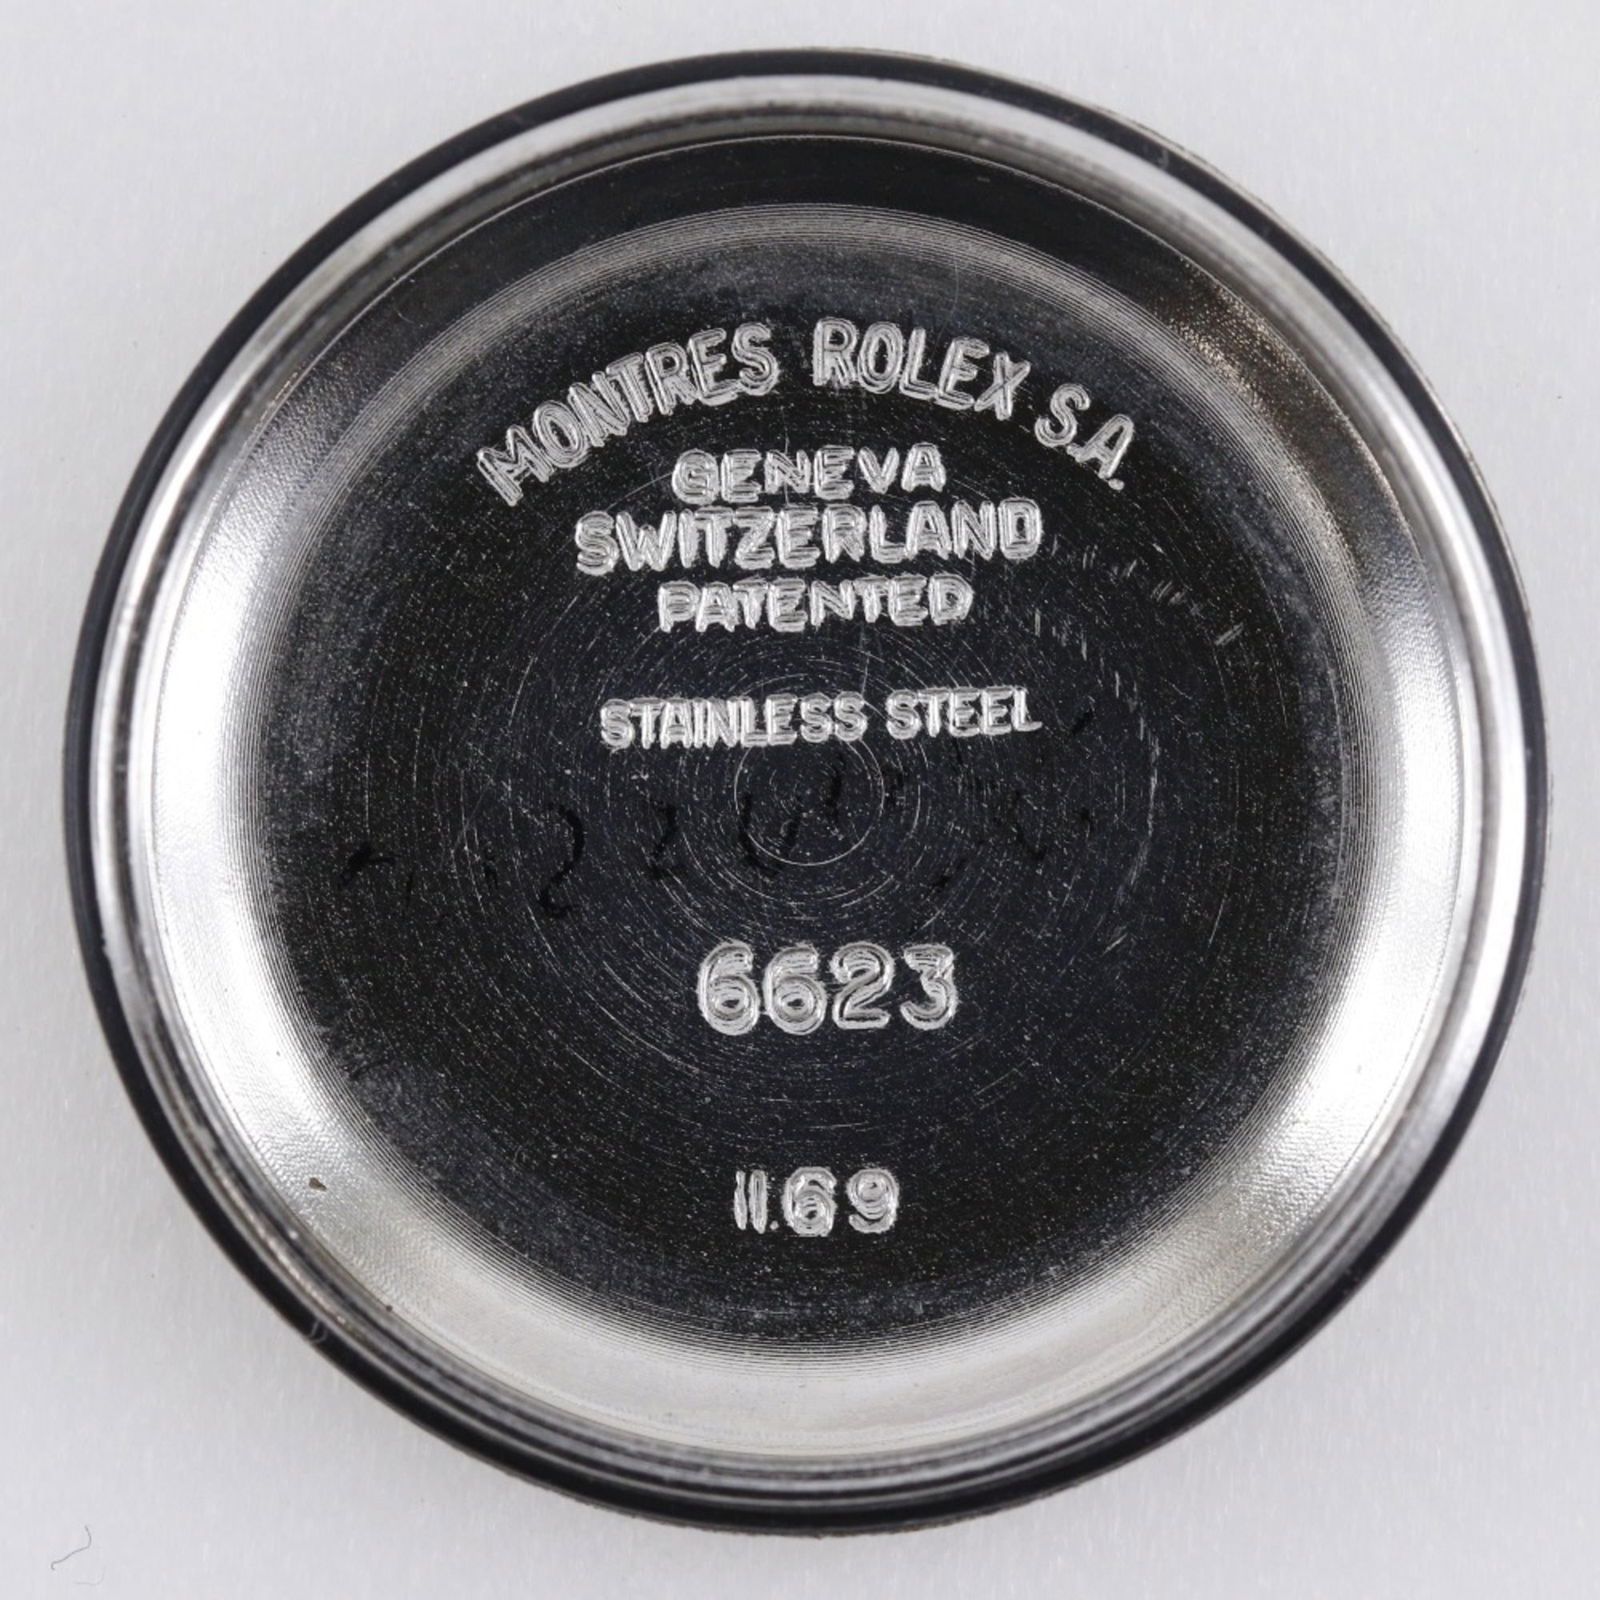 MONTRES ROLEX S.A.
GENEVA
SWITZERLAND
PATENTED
STAINLESS STEEL
6623
II.69